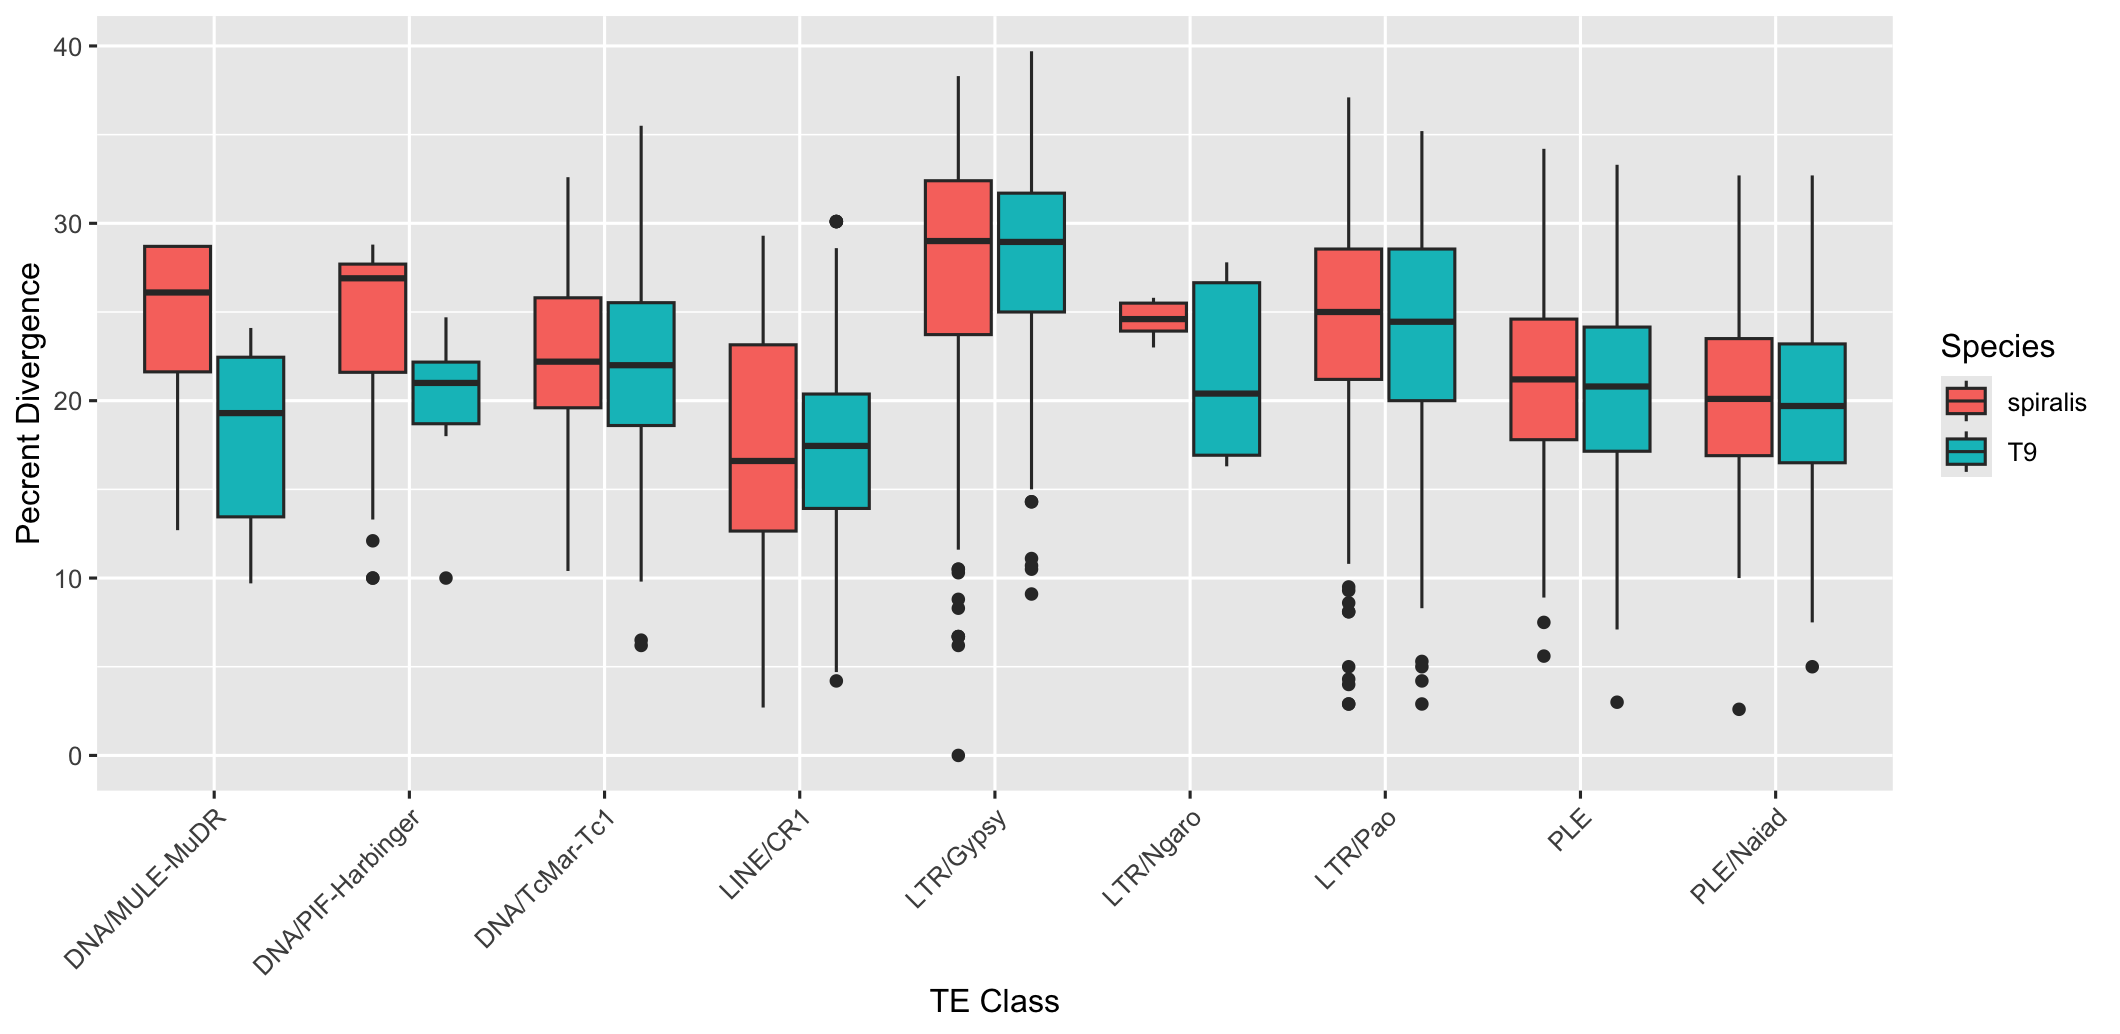 40
30
20
10
0
Pecrent Divergence
DNA/MULE-MuDR
DNA/PIF-Harbinger
DNA/TcMar-Tc1
LINE/CR1
LTR/Gypsy
LTR/Ngaro
LTR/Pao
PLE
PLE/Naiad
TE Class
Species
spiralis
T9